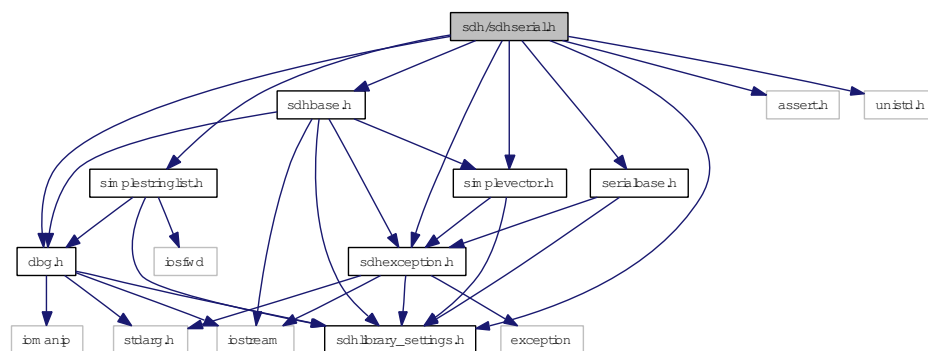 sdh/sdhserial.h
sdhbase.h
assert.h
unistd.h
simplestringlist.h
simplevector.h
serialbase.h
dbg.h
iosfwd
sdhexception.h
iomanip
stdarg.h
iostream
sdhlibrary_settings.h
exception